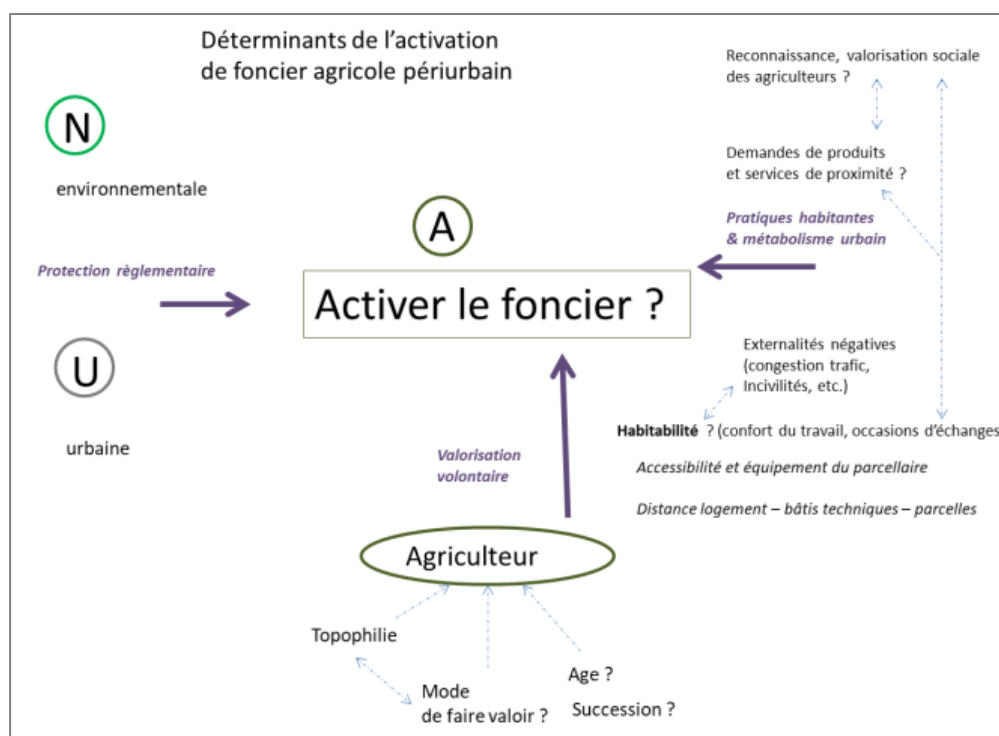 Déterminants de l'activation
de foncier agricole périurbain
N
environnementale
Protection règlementaire
U
urbaine
A
Activer le foncier ?
Reconnaissance, valorisation sociale
des agriculteurs ?
Demandes de produits
et services de proximité ?
Pratiques habitantes
& métabolisme urbain
Externalités négatives
(congestion trafic,
Incivilités, etc.)
Habitabilité ? (confort du travail, occasions d'échanges
Accessibilité et équipement du parcellaire
Distance logement – bâtis techniques – parcelles
Valorisation
volontaire
Agriculteur
Topophilie
Mode
de faire valoir ?
Age ?
Succession ?